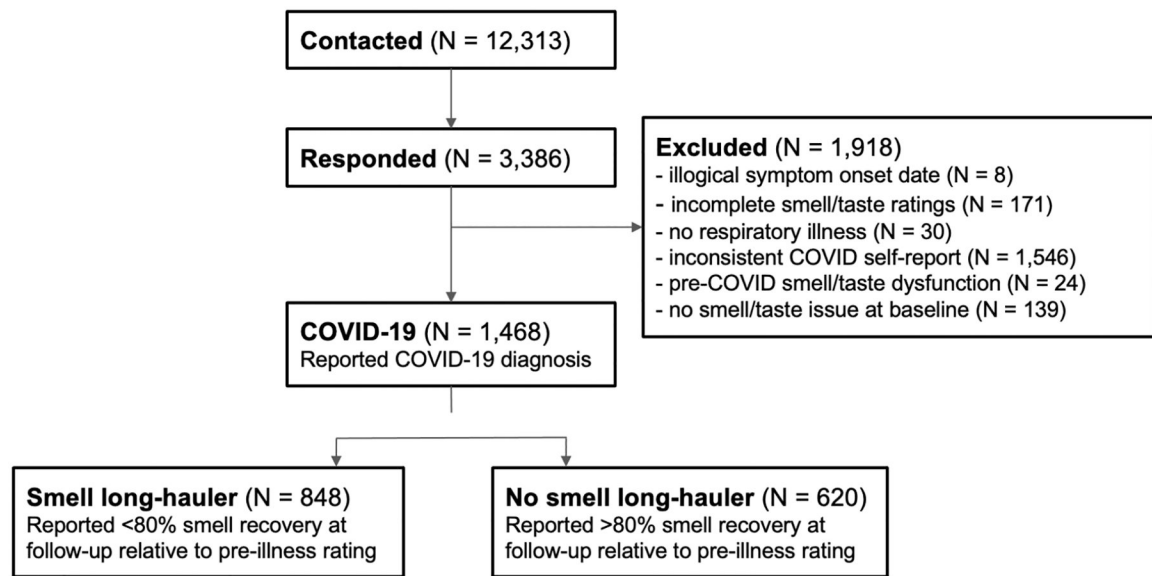 Contacted (N = 12,313)
Responded (N = 3,386)
Excluded (N = 1,918)
- illogical symptom onset date (N = 8)
- incomplete smell/taste ratings (N = 171)
- no respiratory illness (N = 30)
- inconsistent COVID self-report (N = 1,546)
- pre-COVID smell/taste dysfunction (N = 24)
- no smell/taste issue at baseline (N = 139)
COVID-19 (N = 1,468)
Reported COVID-19 diagnosis
Smell long-hauler (N = 848)
Reported <80% smell recovery at
follow-up relative to pre-illness rating
No smell long-hauler (N = 620)
Reported >80% smell recovery at
follow-up relative to pre-illness rating